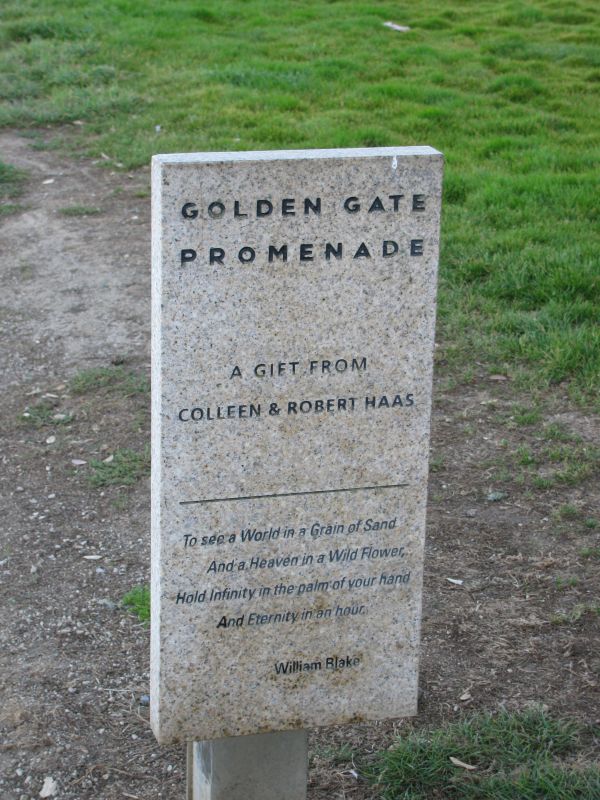 GOLDEN GATE
PROMENADE
A GIFT FROM
COLLEEN & ROBERT HAAS
To see a World in a Grain of Sand
And a Heaven in a Wild Flower,
Hold Infinity in the palm of your hand
And Eternity in an hour.
William Blake